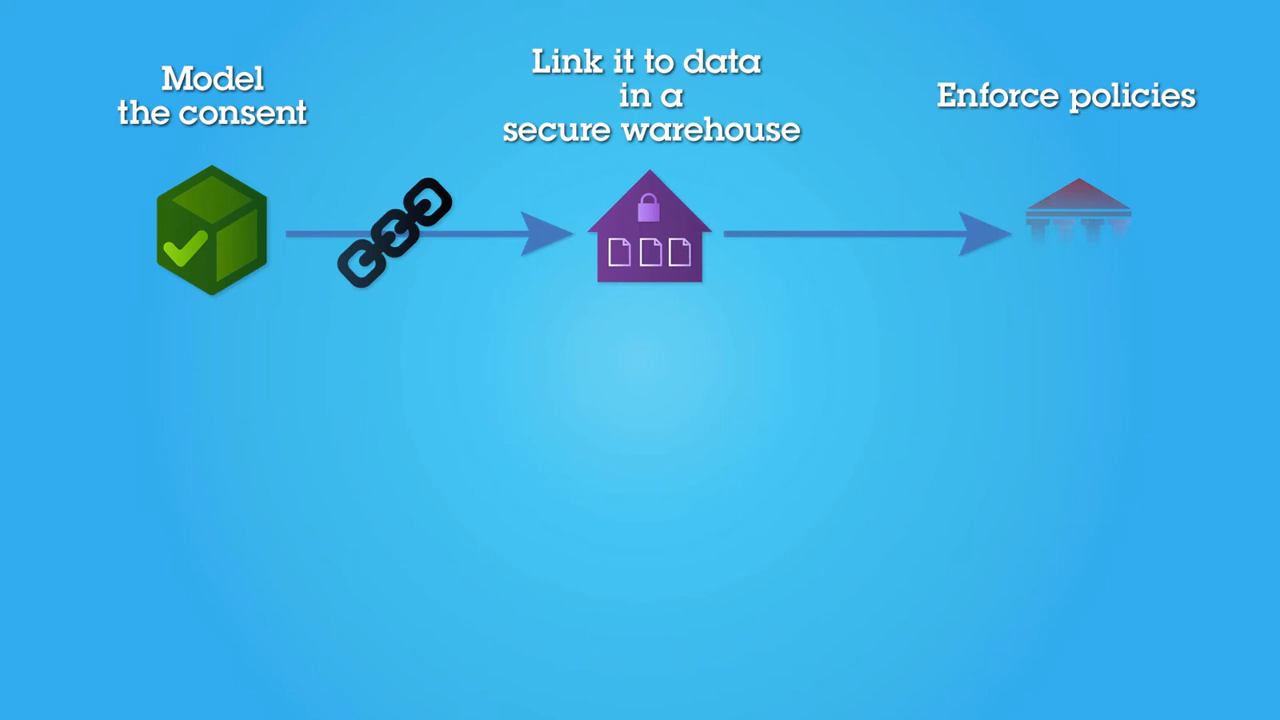 Model
the consent
Link it to data
in a
secure warehouse
Enforce policies